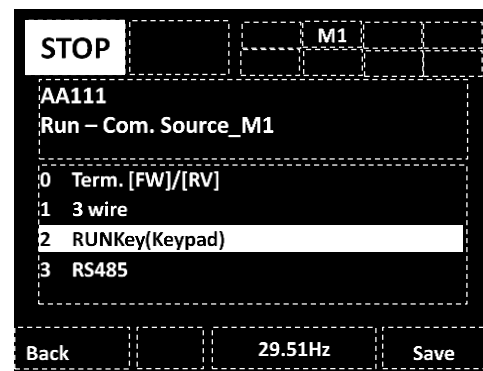 STOP M1
AA111
Run – Com. Source_M1
0 Term. [FW]/[RV]
1 3 wire
2 RUNKey(Keypad)
3 RS485
Back 29.51Hz Save